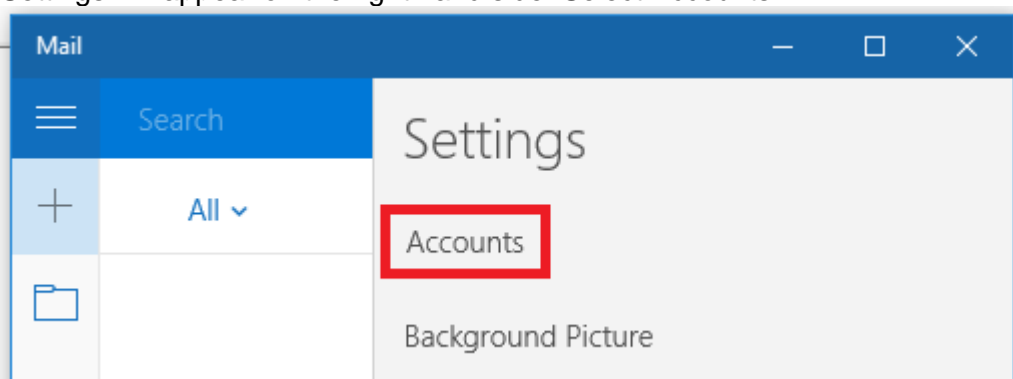 Mail
Search
Settings
All
Accounts
Background Picture